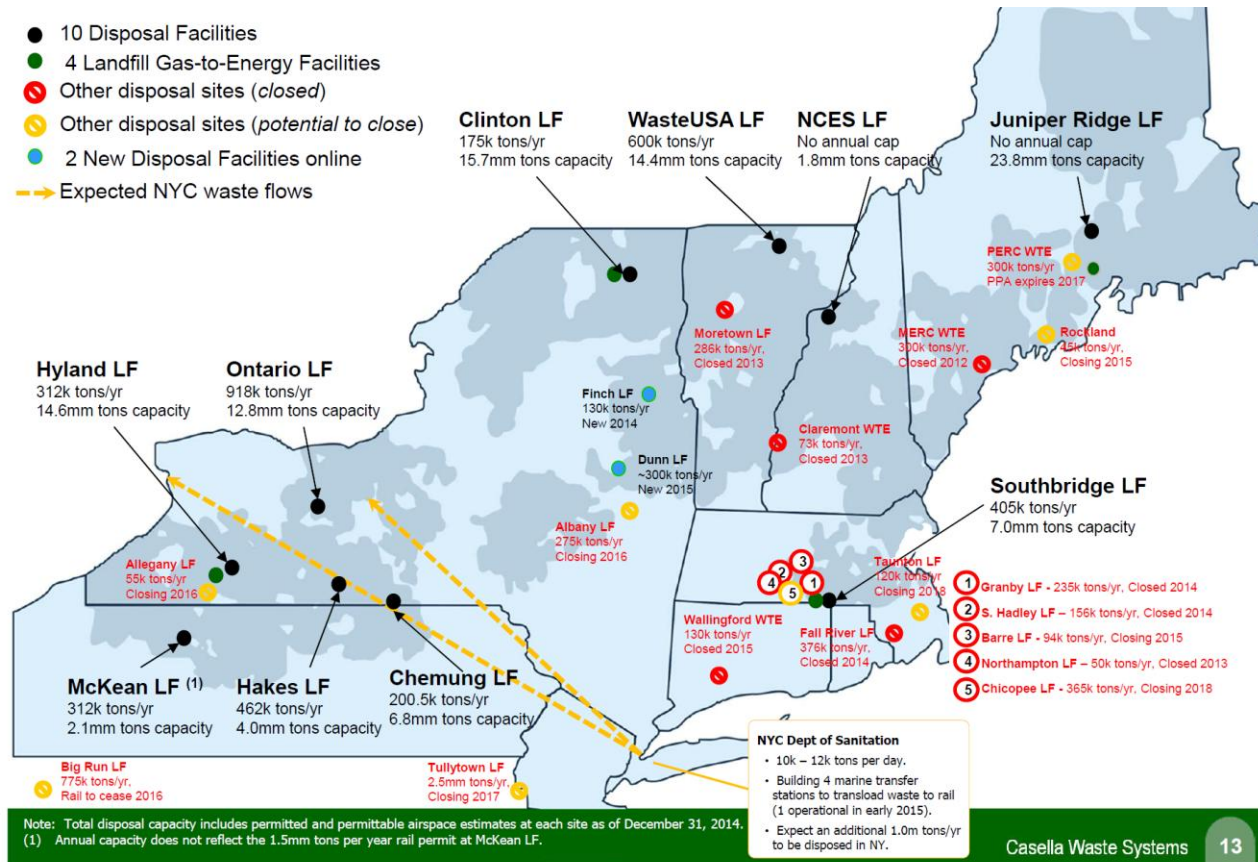 10 Disposal Facilities
4 Landfill Gas-to-Energy Facilities
Other disposal sites (closed)
Other disposal sites (potential to close)
2 New Disposal Facilities online
Expected NYC waste flows
Clinton LF
175k tons/yr
15.7mm tons capacity
WasteUSA LF
600k tons/yr
14.4mm tons capacity
NCES LF
No annual cap
1.8mm tons capacity
Juniper Ridge LF
No annual cap
23.8mm tons capacity
PERC WTE
300k tons/yr
PPA expires 2017
Moretown LF
286k tons/yr,
Closed 2013
MERC WTE
300k tons/yr,
Closed 2012
Rockland
45k tons/yr,
Closing 2015
Hyland LF
312k tons/yr
14.6mm tons capacity
Ontario LF
918k tons/yr
12.8mm tons capacity
Finch LF
130k tons/yr
New 2014
Claremont WTE
73k tons/yr,
Closed 2013
Dunn LF
~300k tons/yr
New 2015
Southbridge LF
405k tons/yr
7.0mm tons capacity
Albany LF
275k tons/yr
Closing 2016
Allegany LF
55k tons/yr
Closing 2016
3
2
4
1
5
Taunton LF
120k tons/yr
Closing 2018
1 Granby LF - 235k tons/yr, Closed 2014
2 S. Hadley LF – 156k tons/yr, Closed 2014
3 Barre LF - 94k tons/yr, Closing 2015
4 Northampton LF - 50k tons/yr, Closed 2013
5 Chicopee LF - 365k tons/yr, Closing 2018
Wallingford WTE
130k tons/yr
Closed 2015
Fall River LF
376k tons/yr,
Closed 2014
McKean LF (1)
312k tons/yr
2.1mm tons capacity
Hakes LF
462k tons/yr
4.0mm tons capacity
Chemung LF
200.5k tons/yr
6.8mm tons capacity
Big Run LF
775k tons/yr,
Rail to cease 2016
Tullytown LF
2.5mm tons/yr,
Closing 2017
NYC Dept of Sanitation
• 10k – 12k tons per day.
• Building 4 marine transfer
stations to transload waste to rail
(1 operational in early 2015).
• Expect an additional 1.0m tons/yr
to be disposed in NY.
Note: Total disposal capacity includes permitted and permittable airspace estimates at each site as of December 31, 2014.
(1) Annual capacity does not reflect the 1.5mm tons per year rail permit at McKean LF.
Casella Waste Systems 13